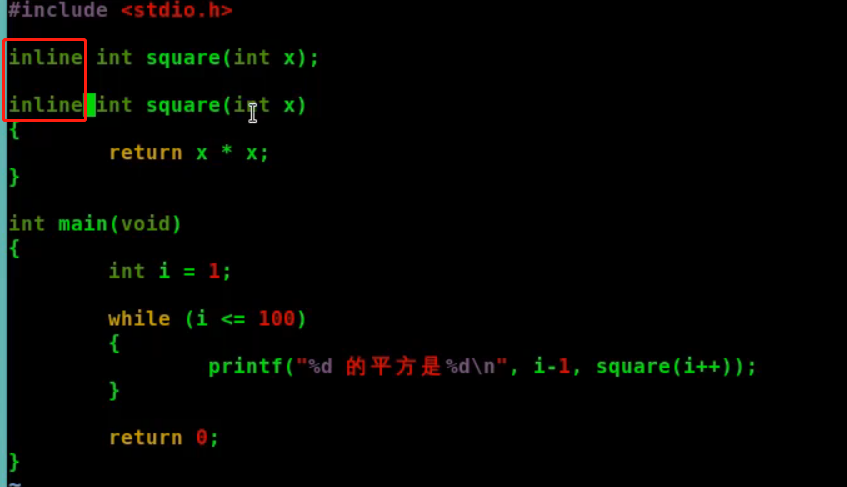 #include <stdio.h>
inline int square(int x);
inline int square(int x)
{
return x * x;
}
int main(void)
{
int i = 1;
while (i <= 100)
{
printf("%d 的平方是%d\n", i-1, square(i++));
}
return 0;
}
~